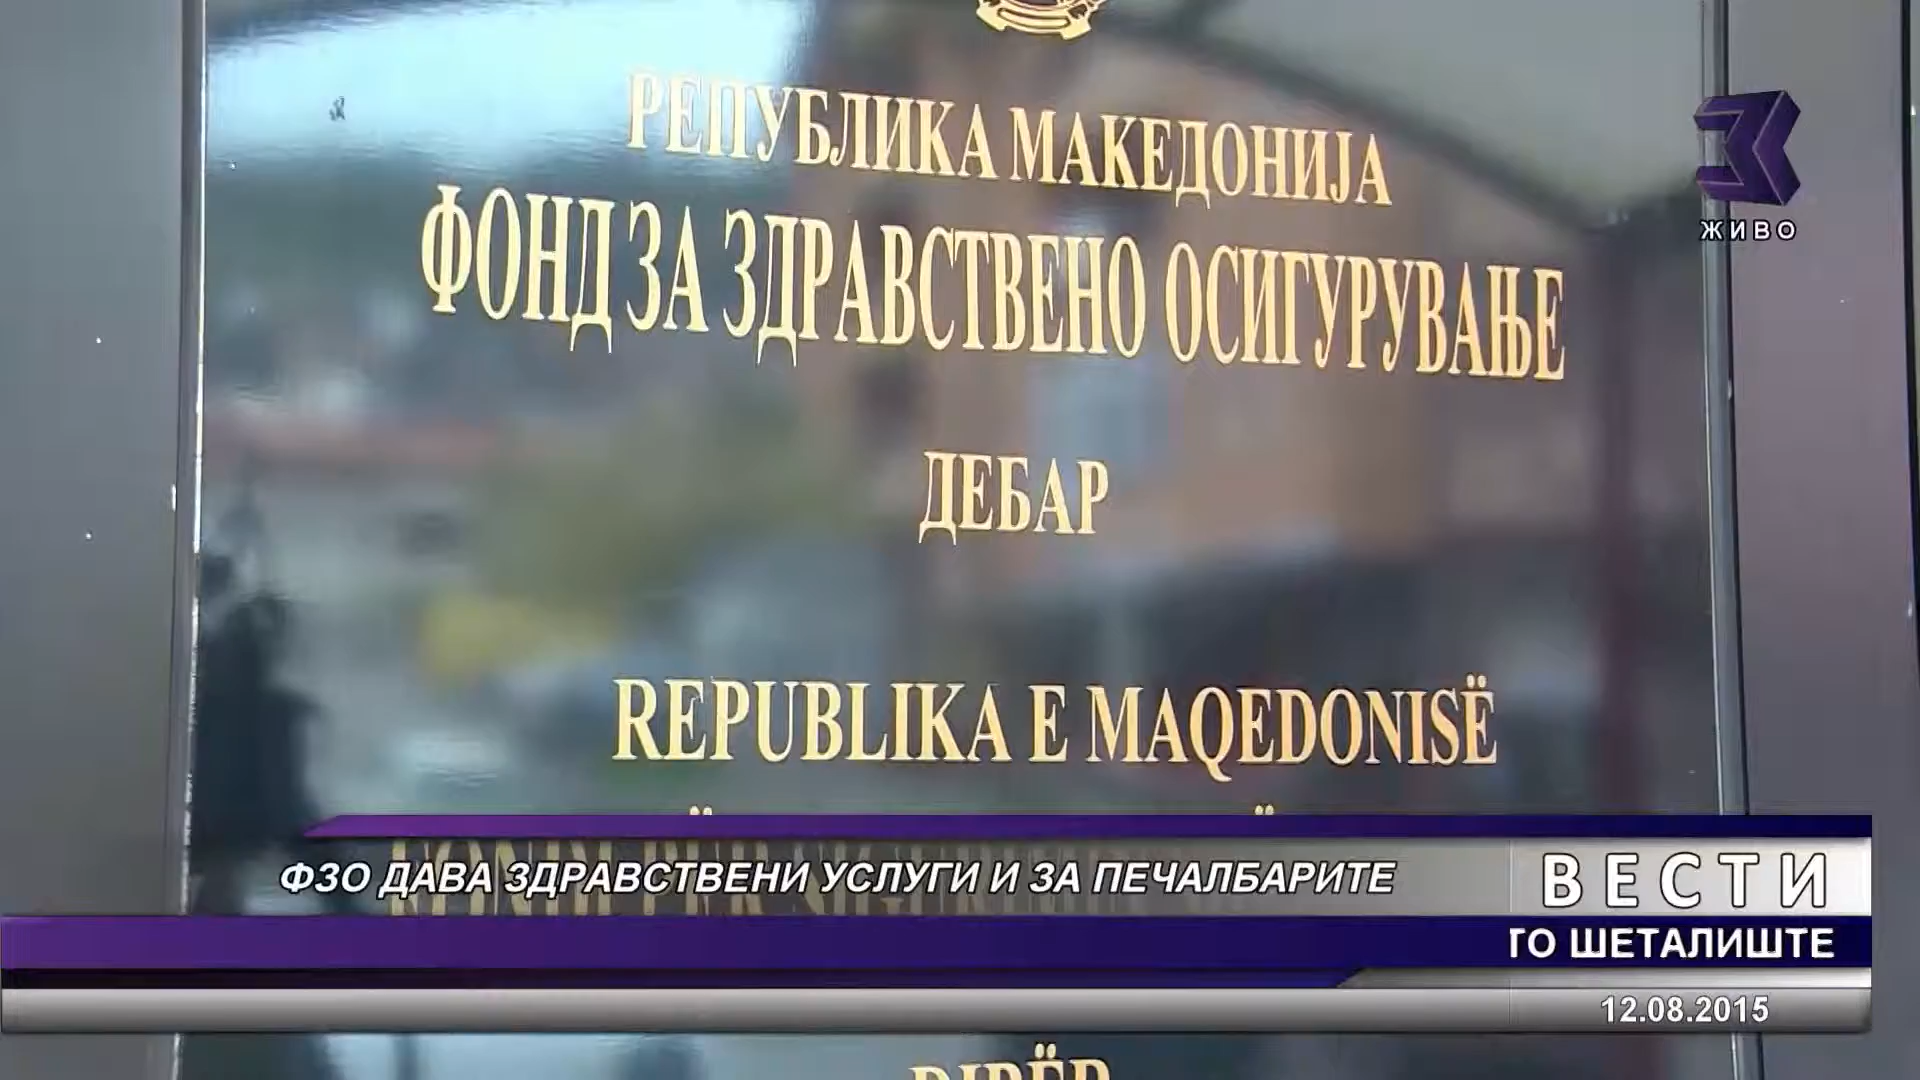 РЕПУБЛИКА МАКЕДОНИЈА
ФОНД ЗА ЗДРАВСТВЕНО ОСИГУРУВАЊЕ
ДЕБАР
REPUBLIKA E MAQEDONISË
ЖИВО
ФЗО ДАВА ЗДРАВСТВЕНИ УСЛУГИ И ЗА ПЕЧАЛБАРИТЕ
ВЕСТИ
ГО ШЕТАЛИШТЕ
12.08.2015